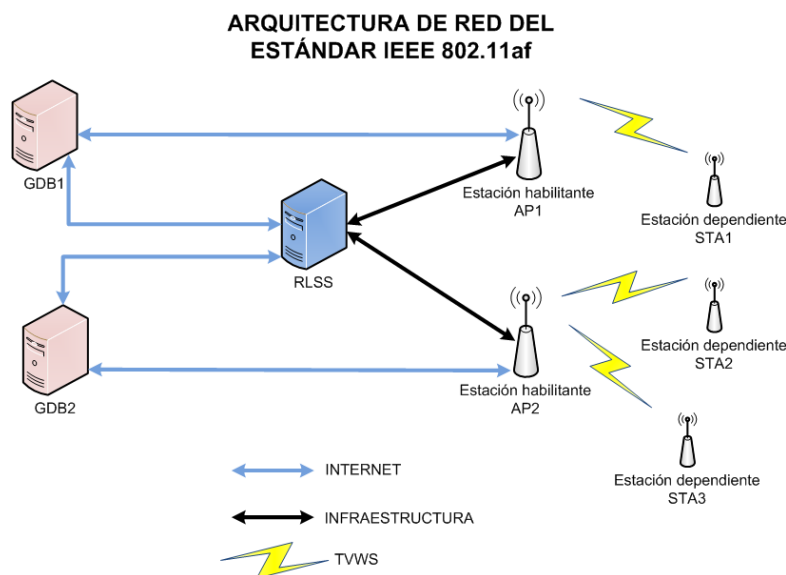 ARQUITECTURA DE RED DEL
ESTÁNDAR IEEE 802.11af
GDB1
Estación habilitante
AP1
Estación dependiente
STA1
RLSS
Estación dependiente
STA2
GDB2
Estación habilitante
AP2
Estación dependiente
STA3
INTERNET
INFRAESTRUCTURA
TVWS